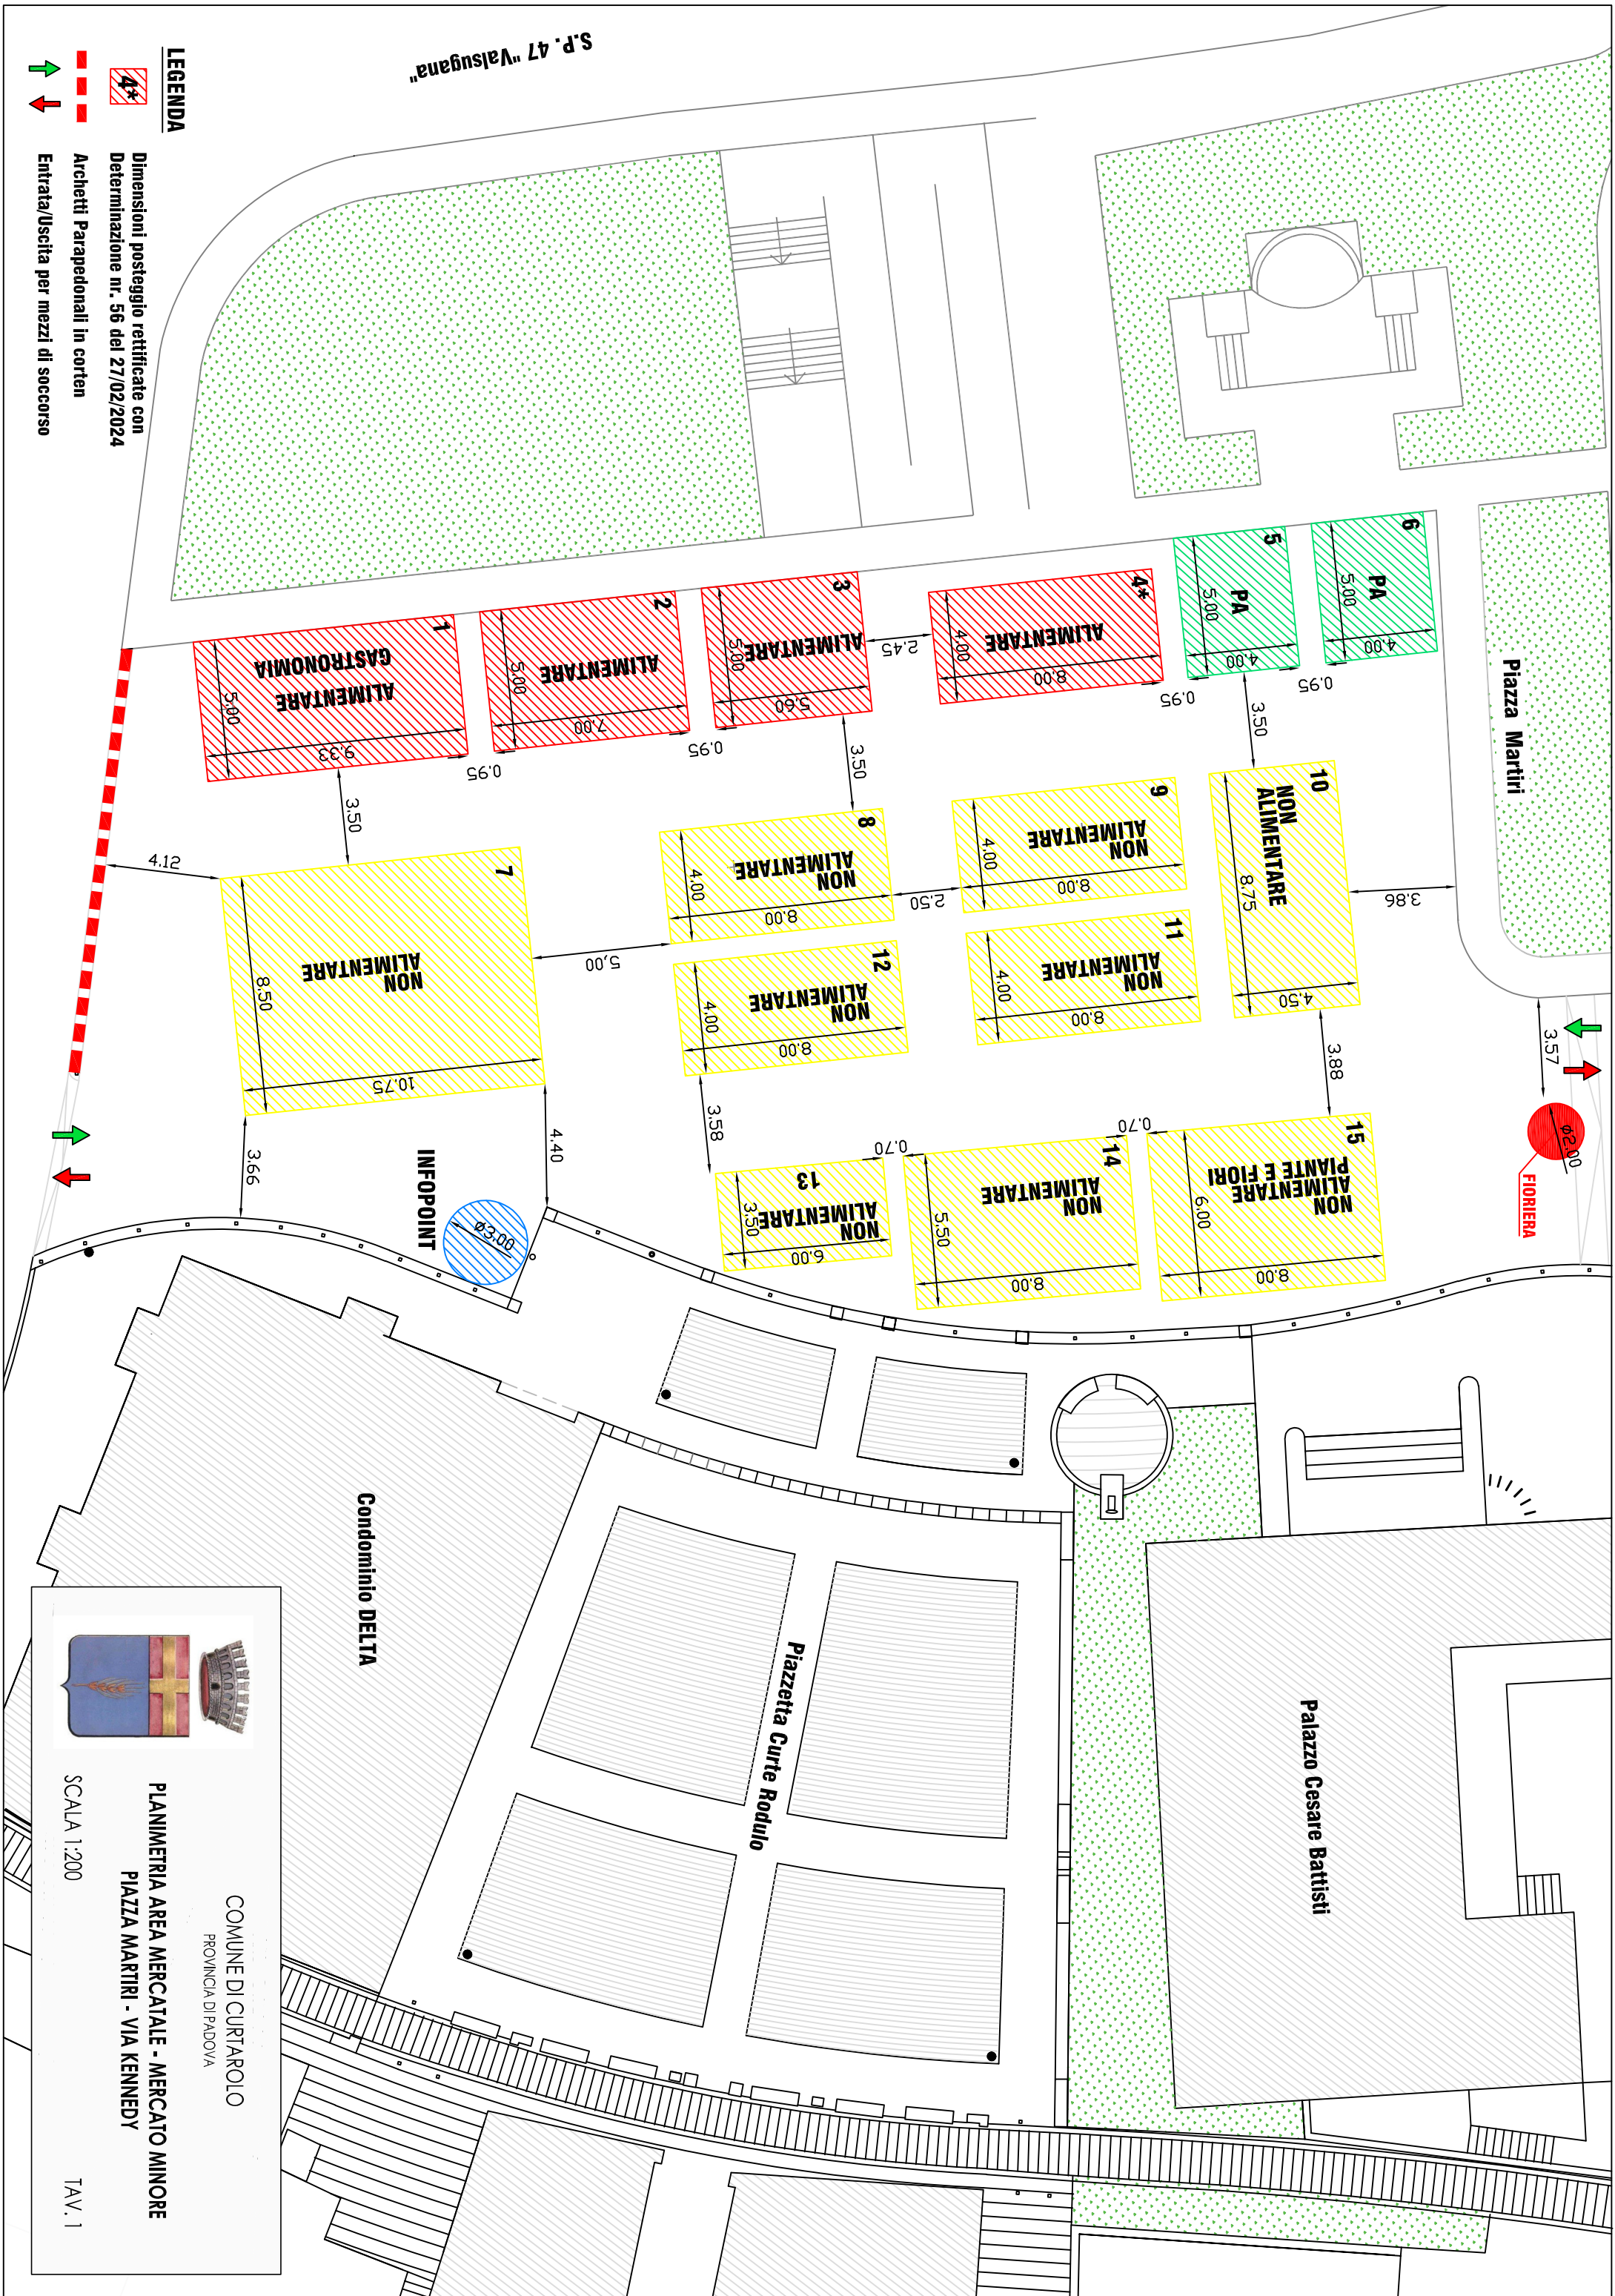 S.P. 47 "Valsugana"
LEGENDA
4*
Dimensioni posteggio rettificate con
Determinazione nr. 56 del 27/02/2024
Archetti Parapedonali in corten
Entrata/Uscita per mezzi di soccorso
Piazza Martiri
6
PA
5.00
4.00
0.95
5
PA
5.00
4.00
0.95
3.50
4*
ALIMENTARE
4.00
8.00
2.45
3
ALIMENTARE
5.00
5.60
0.95
3.50
2
ALIMENTARE
5.00
7.00
0.95
1
ALIMENTARE
GASTRONOMIA
5.00
9.33
3.50
4.12
10
NON
ALIMENTARE
8.75
4.50
3.86
3.88
9
NON
ALIMENTARE
4.00
8.00
2.50
8
NON
ALIMENTARE
4.00
8.00
5,00
7
NON
ALIMENTARE
8.50
10.75
3.66
4.40
11
NON
ALIMENTARE
4.00
8.00
12
NON
ALIMENTARE
4.00
8.00
3.58
15
NON
ALIMENTARE
PIANTE E FIORI
6.00
8.00
0.70
14
NON
ALIMENTARE
5.50
8.00
0.70
13
NON
ALIMENTARE
3.50
6.00
3.57
ø2.00
FIORIERA
INFOPOINT
ø3.00
Condominio DELTA
Piazzetta Curte Rodulo
Palazzo Cesare Battisti
COMUNE DI CURTAROLO
PROVINCIA DI PADOVA
PLANIMETRIA AREA MERCATALE - MERCATO MINORE
PIAZZA MARTIRI - VIA KENNEDY
SCALA 1:200
TAV. 1